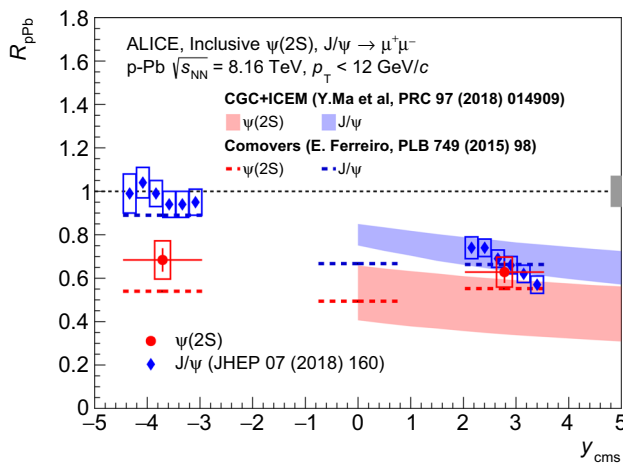 R_pPb
1.8
1.6
1.4
1.2
1
0.8
0.6
0.4
0.2
0
ALICE, Inclusive ψ(2S), J/ψ → μ⁺μ⁻
p-Pb √s_NN = 8.16 TeV, p_T < 12 GeV/c
CGC+ICEM (Y.Ma et al, PRC 97 (2018) 014909)
ψ(2S) J/ψ
Comovers (E. Ferreiro, PLB 749 (2015) 98)
ψ(2S) J/ψ
ψ(2S)
J/ψ (JHEP 07 (2018) 160)
−5 −4 −3 −2 −1 0 1 2 3 4 5
y_cms